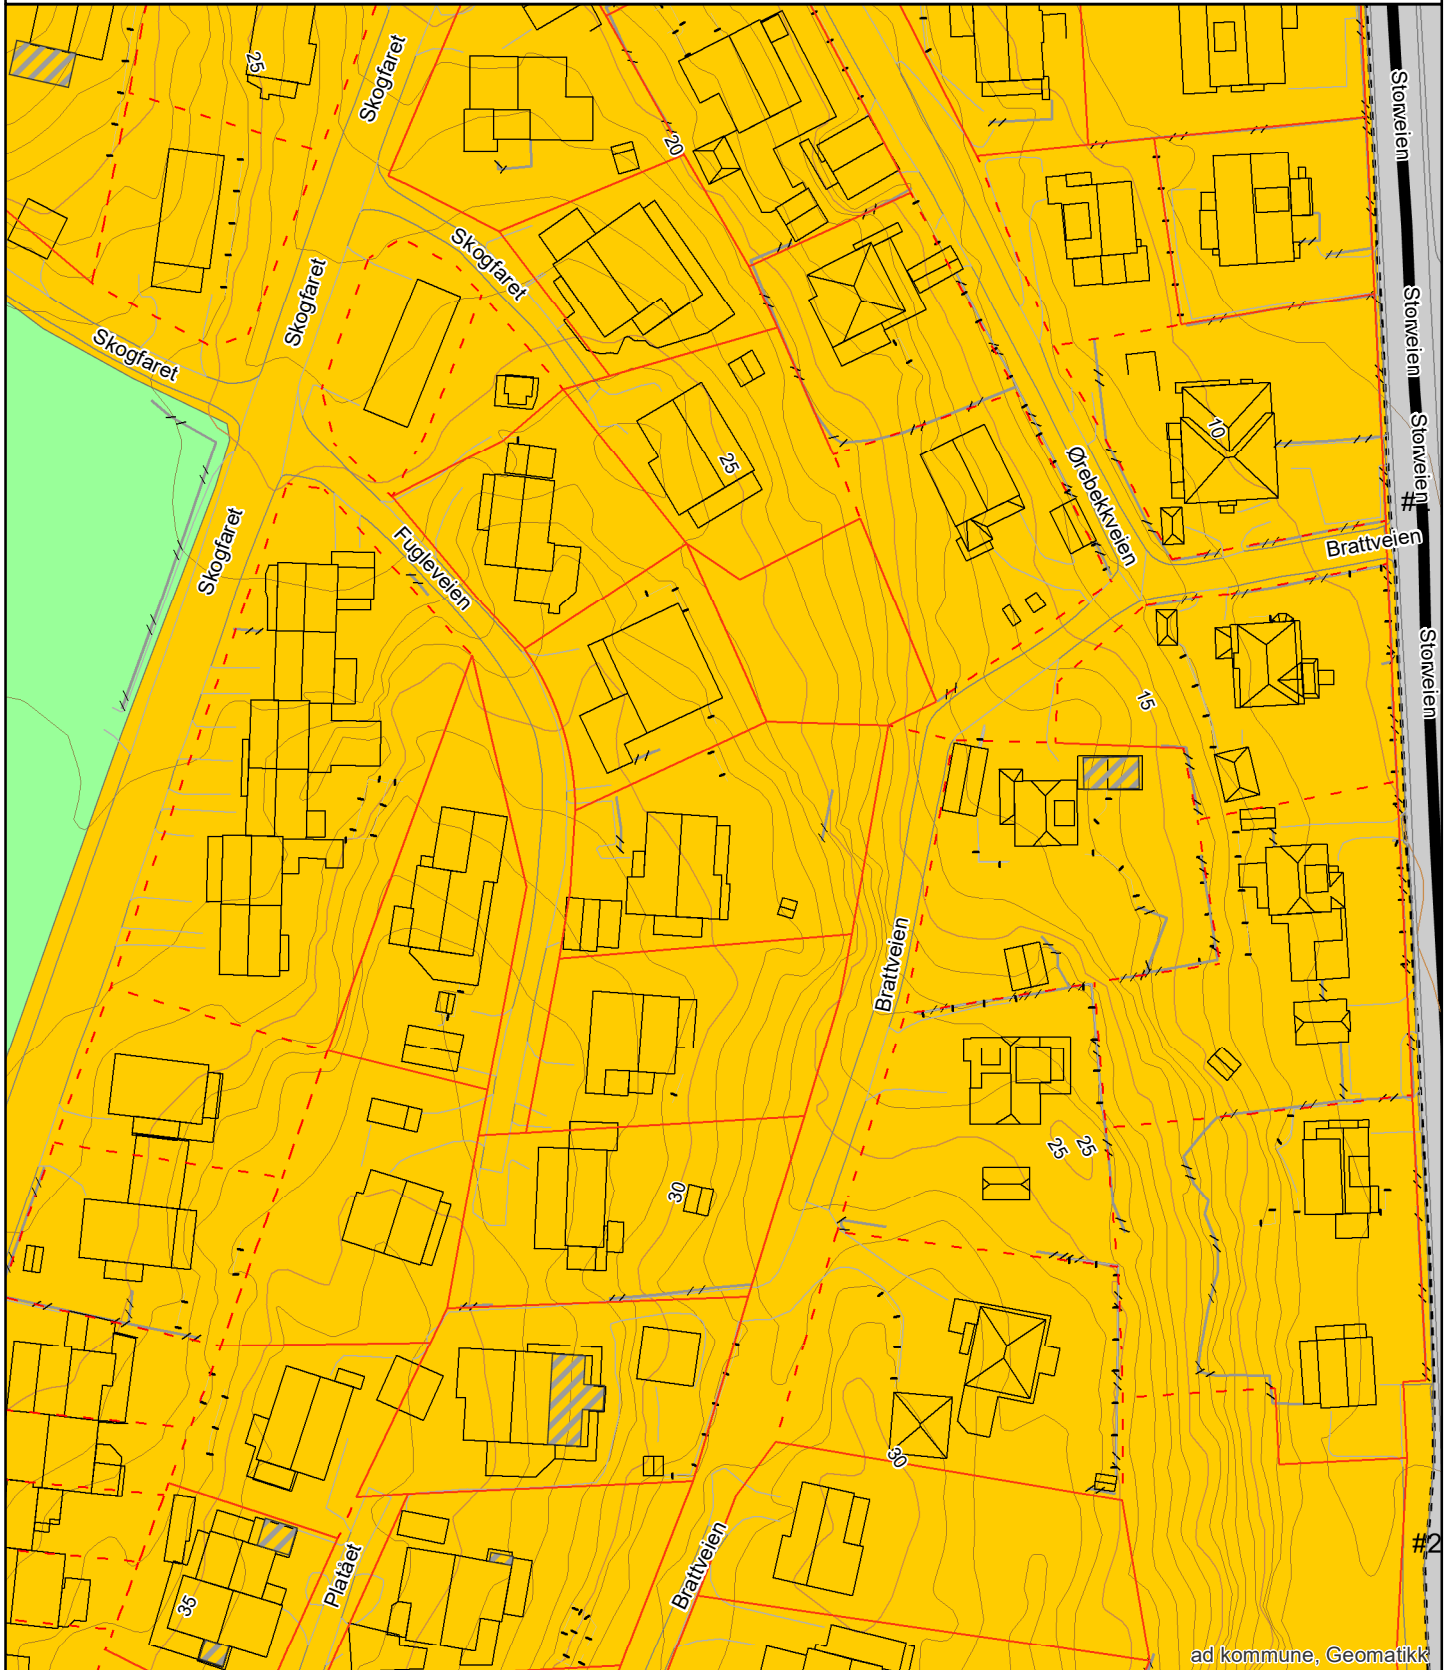 25
Skogfaret
20
Storveien
Skogfaret
Skogfaret
Skogfaret
Storveien
25
10
Storveien
#
Ørebekkveien
Brattveien
Skogfaret
Fugleveien
15
Storveien
Brattveien
25
25
30
30
Platået
Brattveien
#2
35
ad kommune, Geomatikk